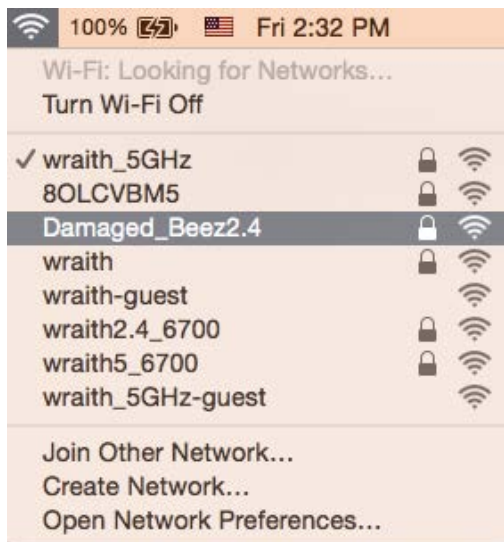 100% Fri 2:32 PM
Wi-Fi: Looking for Networks...
Turn Wi-Fi Off
wraith_5GHz
8OLCVBM5
Damaged_Beez2.4
wraith
wraith-guest
wraith2.4_6700
wraith5_6700
wraith_5GHz-guest
Join Other Network...
Create Network...
Open Network Preferences...